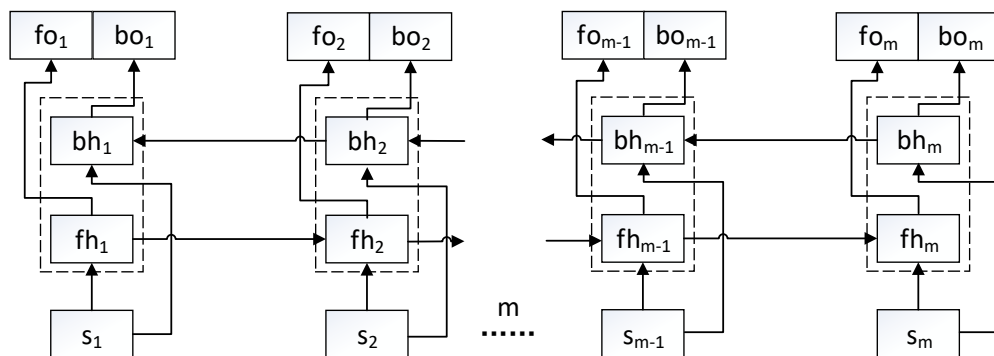 fo₁ bo₁ fo₂ bo₂ foₘ₋₁ boₘ₋₁ foₘ boₘ
bh₁ bh₂ bhₘ₋₁ bhₘ
fh₁ fh₂ fhₘ₋₁ fhₘ
m
s₁ s₂ ...... sₘ₋₁ sₘ